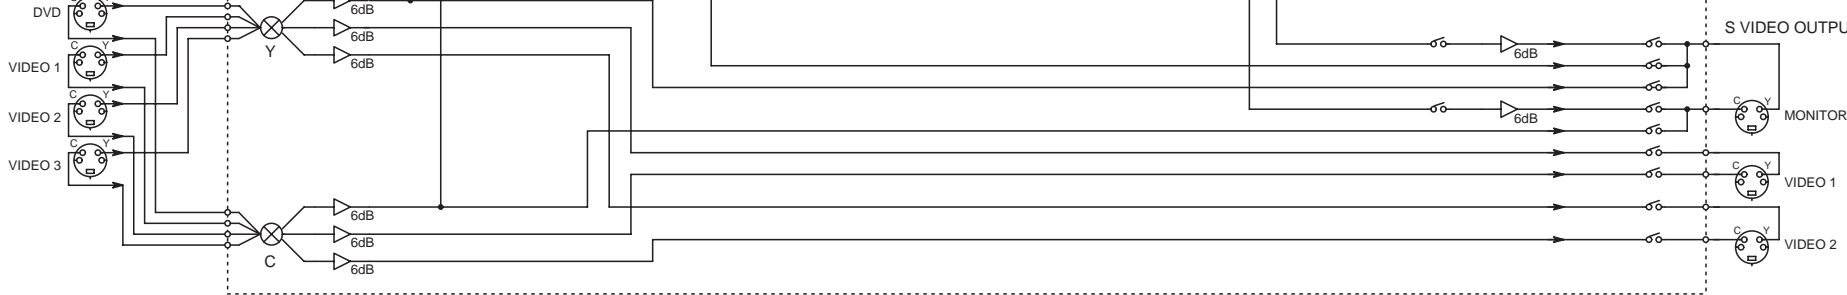 DVD
C Y
VIDEO 1
C Y
VIDEO 2
C Y
VIDEO 3
C Y
Y
6dB
6dB
6dB
C
6dB
6dB
6dB
6dB
6dB
S VIDEO OUTPU
C Y
MONITOR
C Y
VIDEO 1
C Y
VIDEO 2